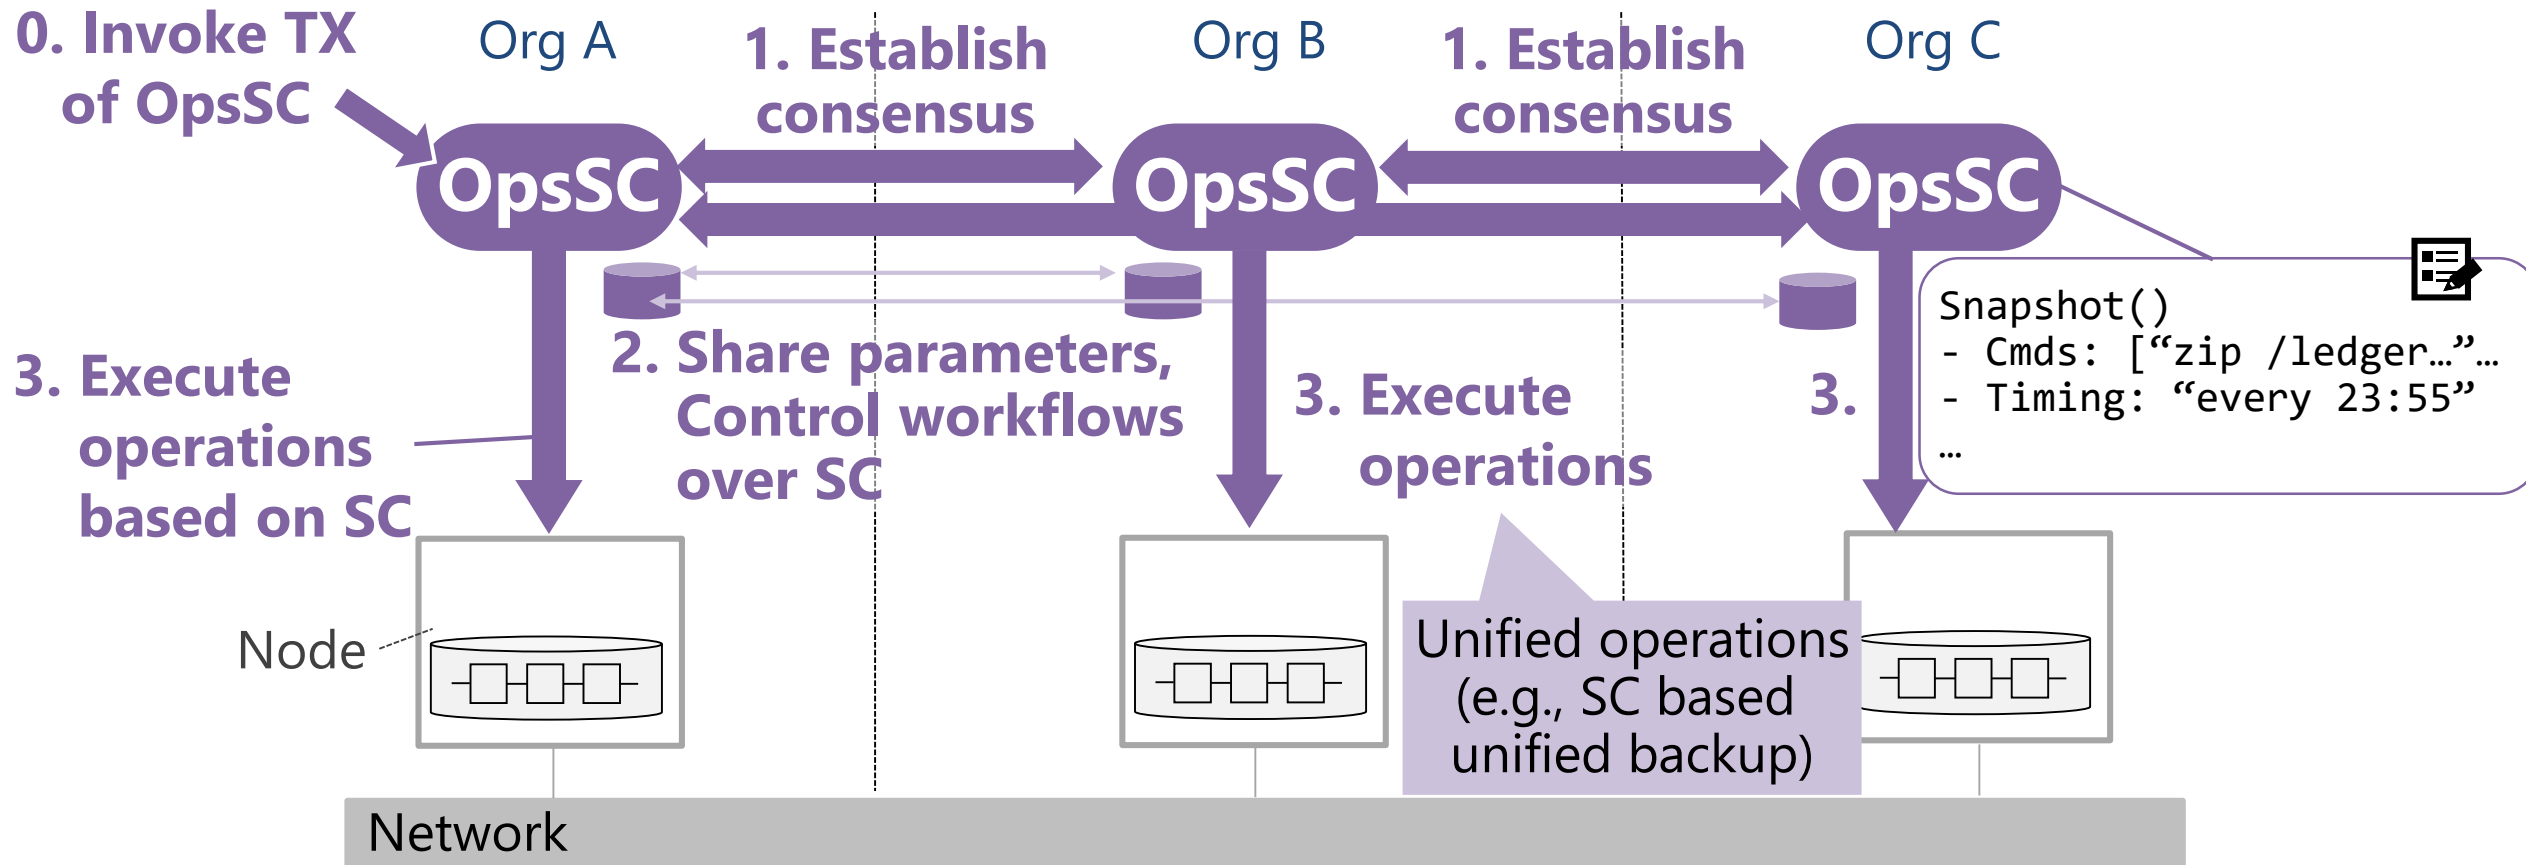 0. Invoke TX
of OpsSC
Org A
1. Establish
consensus
Org B
1. Establish
consensus
Org C
OpsSC
OpsSC
OpsSC
Snapshot()
- Cmds: [“zip /ledger…”…
- Timing: “every 23:55”
…
2. Share parameters,
Control workflows
over SC
3. Execute
operations
based on SC
3. Execute
operations
3.
Node
Unified operations
(e.g., SC based
unified backup)
Network